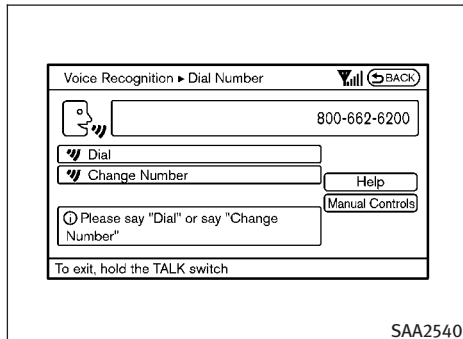 Voice Recognition ▸ Dial Number
BACK
800-662-6200
Dial
Change Number
Help
Manual Controls
Please say "Dial" or say "Change
Number"
To exit, hold the TALK switch
SAA2540